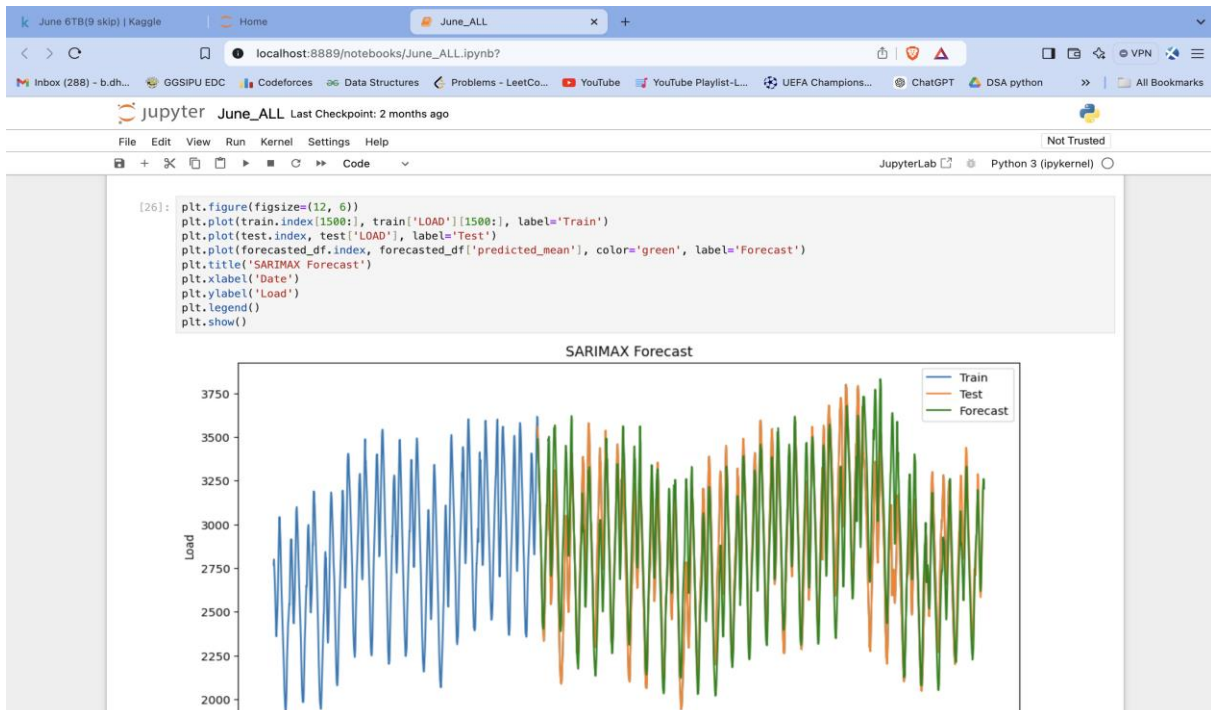 June 6TB(9 skip) | Kaggle
Home
June_ALL
localhost:8889/notebooks/June_ALL.ipynb?
VPN
Inbox (288) - b.dh...
GGSIPU EDC
Codeforces
Data Structures
Problems - LeetCo...
YouTube
YouTube Playlist-L...
UEFA Champions...
ChatGPT
DSA python
All Bookmarks
jupyter June_ALL Last Checkpoint: 2 months ago
File Edit View Run Kernel Settings Help
Not Trusted
Code
JupyterLab
Python 3 (ipykernel)
[26]: plt.figure(figsize=(12, 6))
plt.plot(train.index[1500:], train['LOAD'][1500:], label='Train')
plt.plot(test.index, test['LOAD'], label='Test')
plt.plot(forecasted_df.index, forecasted_df['predicted_mean'], color='green', label='Forecast')
plt.title('SARIMAX Forecast')
plt.xlabel('Date')
plt.ylabel('Load')
plt.legend()
plt.show()
SARIMAX Forecast
Train
Test
Forecast
3750
3500
3250
3000
2750
2500
2250
2000
Load